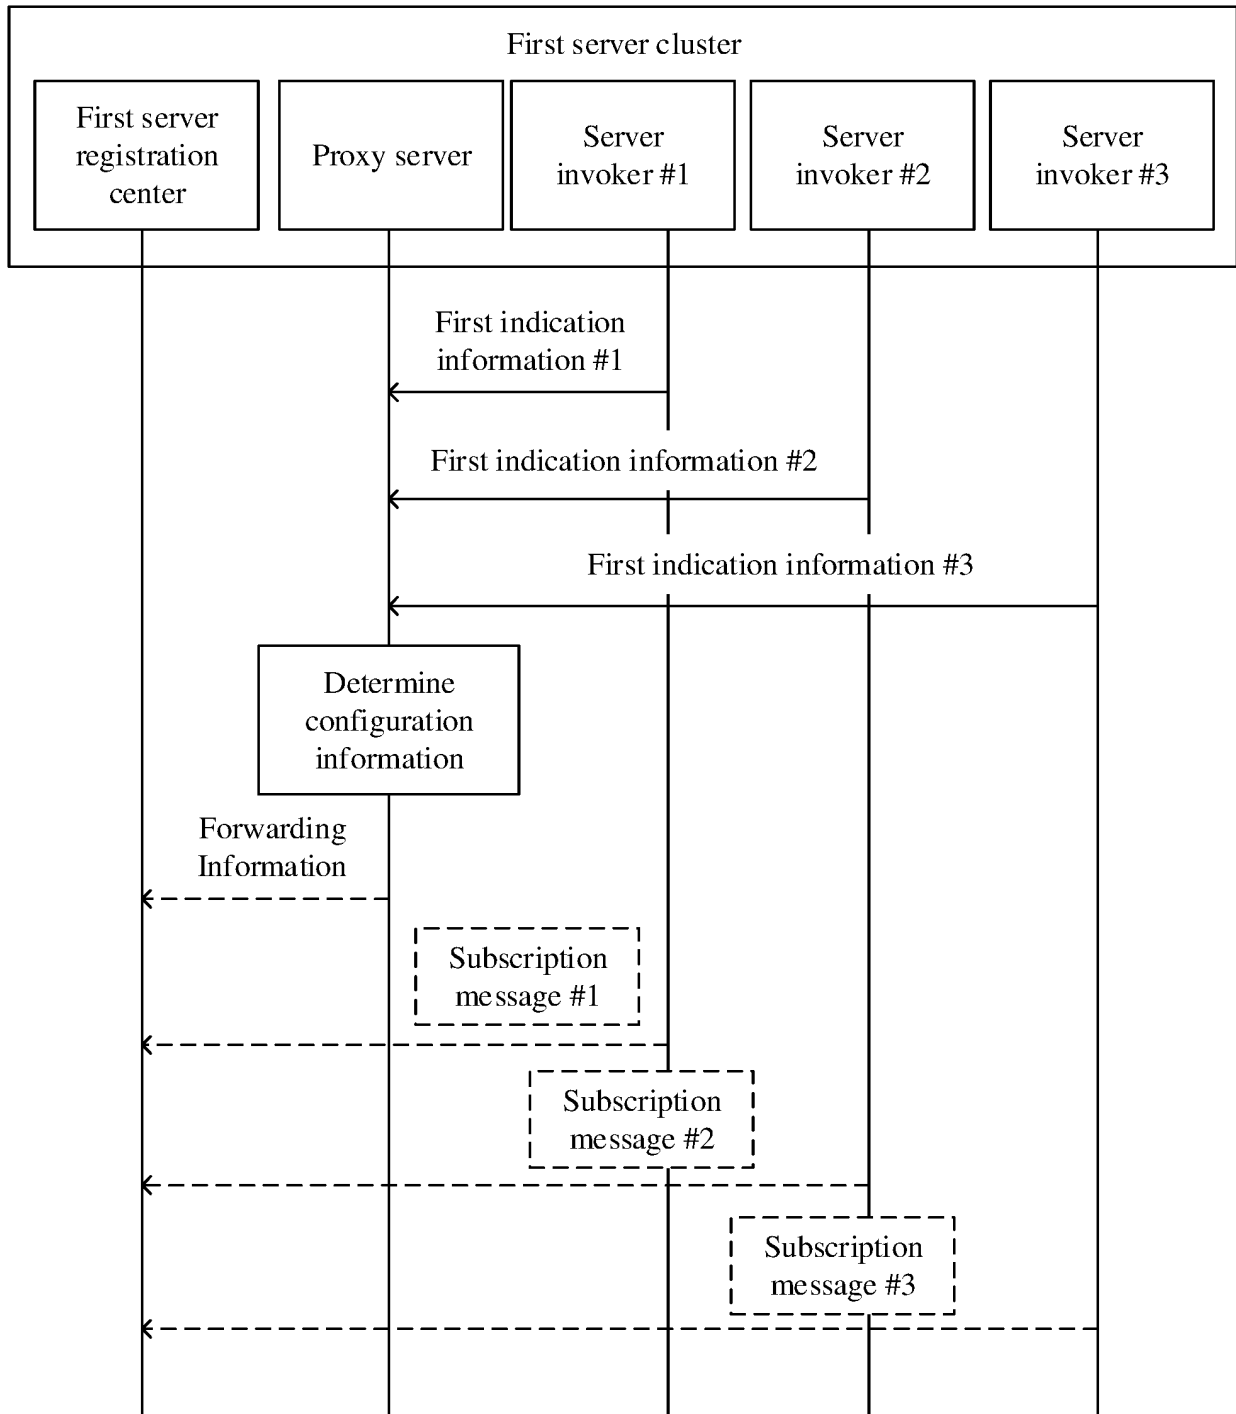 First server cluster
First server
registration
center
Proxy server
Server
invoker #1
Server
invoker #2
Server
invoker #3
First indication
information #1
First indication information #2
First indication information #3
Determine
configuration
information
Forwarding
Information
Subscription
message #1
Subscription
message #2
Subscription
message #3